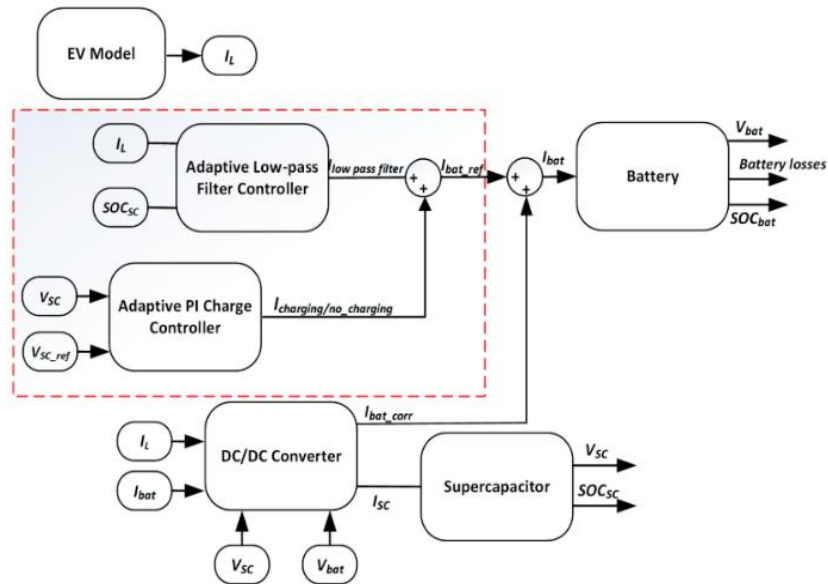 EV Model
I_L
I_L
SOC_SC
Adaptive Low-pass
Filter Controller
I_low pass filter
+
+
I_bat_ref
+
+
I_bat
Battery
V_bat
Battery losses
SOC_bat
V_SC
V_SC_ref
Adaptive PI Charge
Controller
I_charging/no_charging
I_L
I_bat
DC/DC Converter
I_bat_corr
I_SC
V_SC
V_bat
Supercapacitor
V_SC
SOC_SC